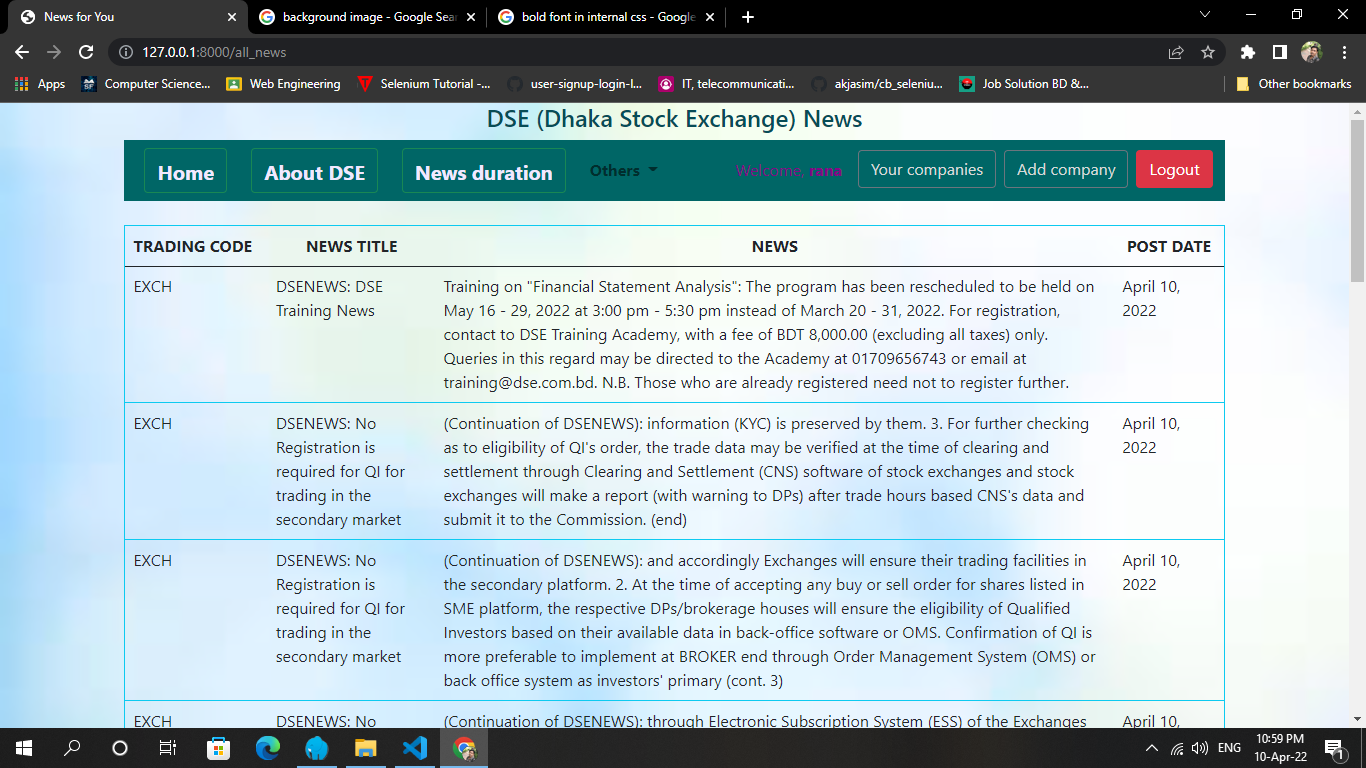 News for You
background image - Google Sear
bold font in internal css - Google
127.0.0.1:8000/all_news
Apps
Computer Science...
Web Engineering
Selenium Tutorial -...
user-signup-login-l...
IT, telecommunicati...
akjasim/cb_seleniu...
Job Solution BD &...
Other bookmarks
DSE (Dhaka Stock Exchange) News
Home
About DSE
News duration
Others
Welcome, rana
Your companies
Add company
Logout
TRADING CODE
NEWS TITLE
NEWS
POST DATE
EXCH
DSENEWS: DSE
Training News
Training on "Financial Statement Analysis": The program has been rescheduled to be held on
May 16 - 29, 2022 at 3:00 pm - 5:30 pm instead of March 20 - 31, 2022. For registration,
contact to DSE Training Academy, with a fee of BDT 8,000.00 (excluding all taxes) only.
Queries in this regard may be directed to the Academy at 01709656743 or email at
training@dse.com.bd. N.B. Those who are already registered need not to register further.
April 10,
2022
EXCH
DSENEWS: No
Registration is
required for QI for
trading in the
secondary market
(Continuation of DSENEWS): information (KYC) is preserved by them. 3. For further checking
as to eligibility of QI's order, the trade data may be verified at the time of clearing and
settlement through Clearing and Settlement (CNS) software of stock exchanges and stock
exchanges will make a report (with warning to DPs) after trade hours based CNS's data and
submit it to the Commission. (end)
April 10,
2022
EXCH
DSENEWS: No
Registration is
required for QI for
trading in the
secondary market
(Continuation of DSENEWS): and accordingly Exchanges will ensure their trading facilities in
the secondary platform. 2. At the time of accepting any buy or sell order for shares listed in
SME platform, the respective DPs/brokerage houses will ensure the eligibility of Qualified
Investors based on their available data in back-office software or OMS. Confirmation of QI is
more preferable to implement at BROKER end through Order Management System (OMS) or
back office system as investors' primary (cont. 3)
April 10,
2022
EXCH
DSENEWS: No
(Continuation of DSENEWS): through Electronic Subscription System (ESS) of the Exchanges
April 10,
ENG
10:59 PM
10-Apr-22
1